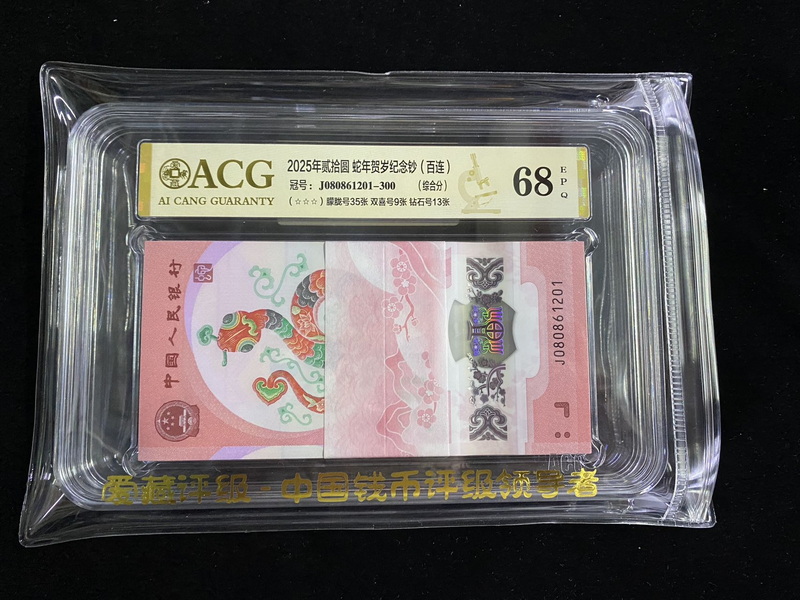 ACG
AI CANG GUARANTY
2025年贰拾圆 蛇年贺岁纪念钞（百连）
冠号：J080861201-300 （综合分）
（☆☆☆）朦胧号35张 双喜号9张 钻石号13张
68
EPQ
中国人民银行
J080861201
ACG
爱藏评级·中国钱币评级领导者